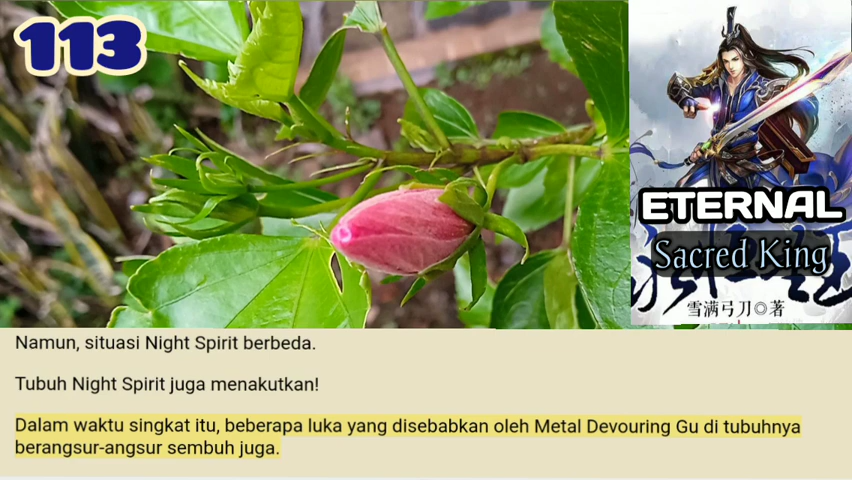 113
ETERNAL
Sacred King
雪满弓刀◎著
Namun, situasi Night Spirit berbeda.
Tubuh Night Spirit juga menakutkan!
Dalam waktu singkat itu, beberapa luka yang disebabkan oleh Metal Devouring Gu di tubuhnya
berangsur-angsur sembuh juga.